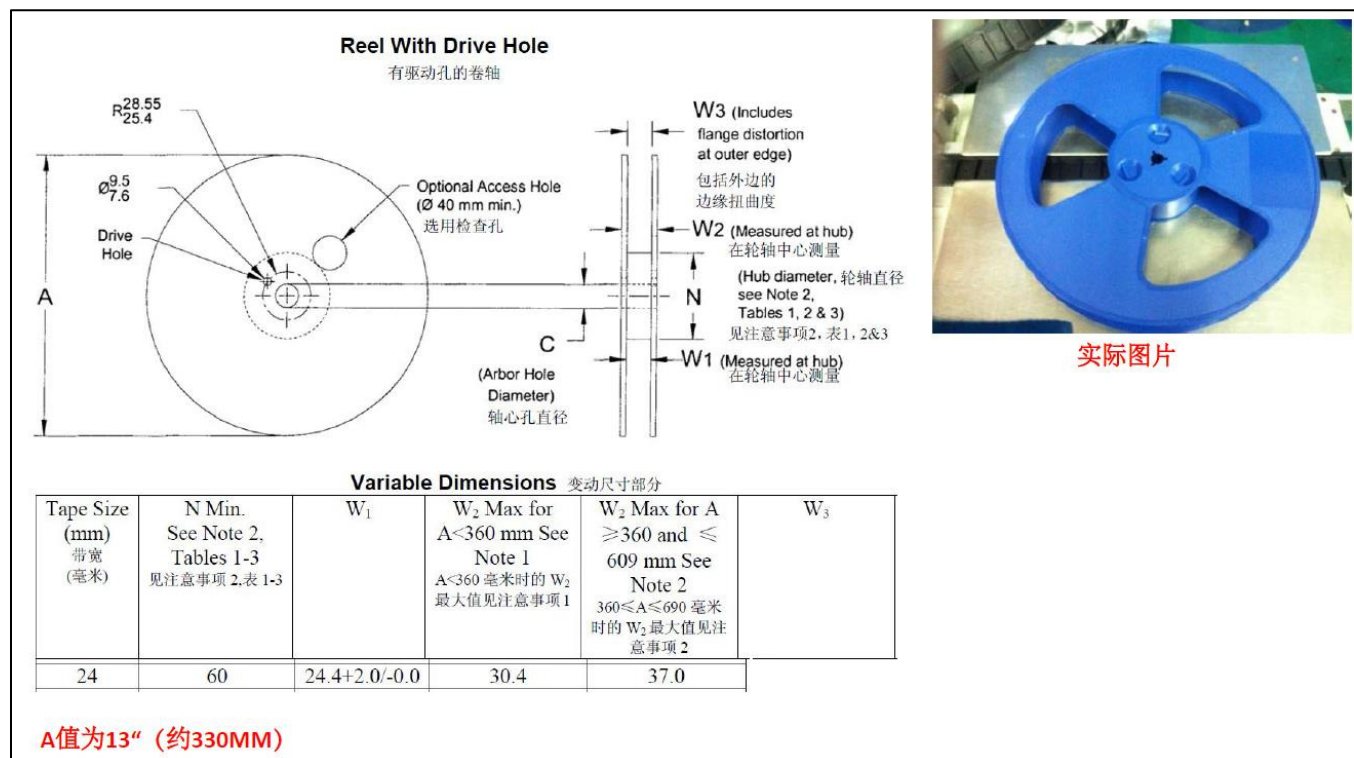 Reel With Drive Hole
有驱动孔的卷轴
R28.55
25.4
Ø9.5
7.6
Drive
Hole
A
Optional Access Hole
(Ø 40 mm min.)
选用检查孔
C
(Arbor Hole
Diameter)
轴心孔直径
W3 (Includes
flange distortion
at outer edge)
包括外边的
边缘扭曲度
W2 (Measured at hub)
在轮轴中心测量
N
(Hub diameter, 轮轴直径
see Note 2,
Tables 1, 2 & 3)
见注意事项2，表1，2&3
W1 (Measured at hub)
在轮轴中心测量
实际图片
Variable Dimensions 变动尺寸部分
Tape Size
(mm)
带宽
(毫米)
N Min.
See Note 2,
Tables 1-3
见注意事项2,表 1-3
W1
W2 Max for
A<360 mm See
Note 1
A<360 毫米时的 W2
最大值见注意事项1
W2 Max for A
≥360 and ≤
609 mm See
Note 2
360≤A≤690 毫米
时的 W2 最大值见注
意事项 2
W3
24 60 24.4+2.0/-0.0 30.4 37.0
A值为13“（约330MM）